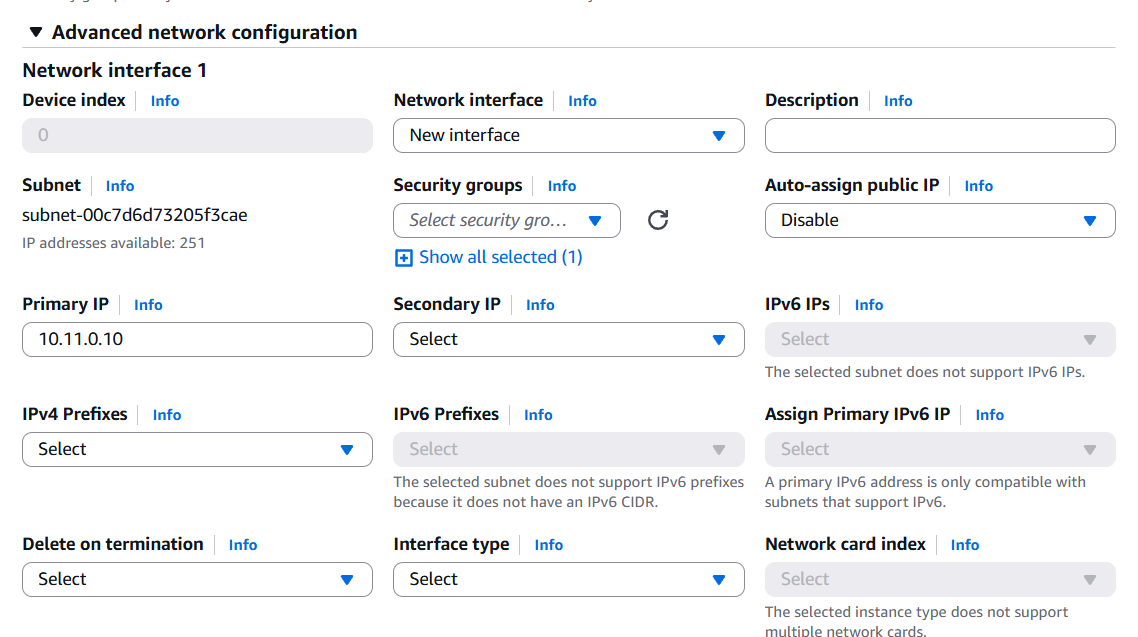 Advanced network configuration
Network interface 1
Device index Info
0
Network interface Info
New interface
Description Info
Subnet Info
subnet-00c7d6d73205f3cae
IP addresses available: 251
Security groups Info
Select security gro...
Show all selected (1)
Auto-assign public IP Info
Disable
Primary IP Info
10.11.0.10
Secondary IP Info
Select
IPv6 IPs Info
Select
The selected subnet does not support IPv6 IPs.
IPv4 Prefixes Info
Select
IPv6 Prefixes Info
Select
The selected subnet does not support IPv6 prefixes
because it does not have an IPv6 CIDR.
Assign Primary IPv6 IP Info
Select
A primary IPv6 address is only compatible with
subnets that support IPv6.
Delete on termination Info
Select
Interface type Info
Select
Network card index Info
Select
The selected instance type does not support
multiple network cards.